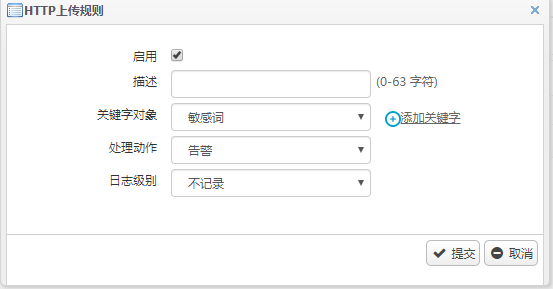 HTTP上传规则
启用
描述 (0-63 字符)
关键字对象 敏感词 添加关键字
处理动作 告警
日志级别 不记录
提交 取消